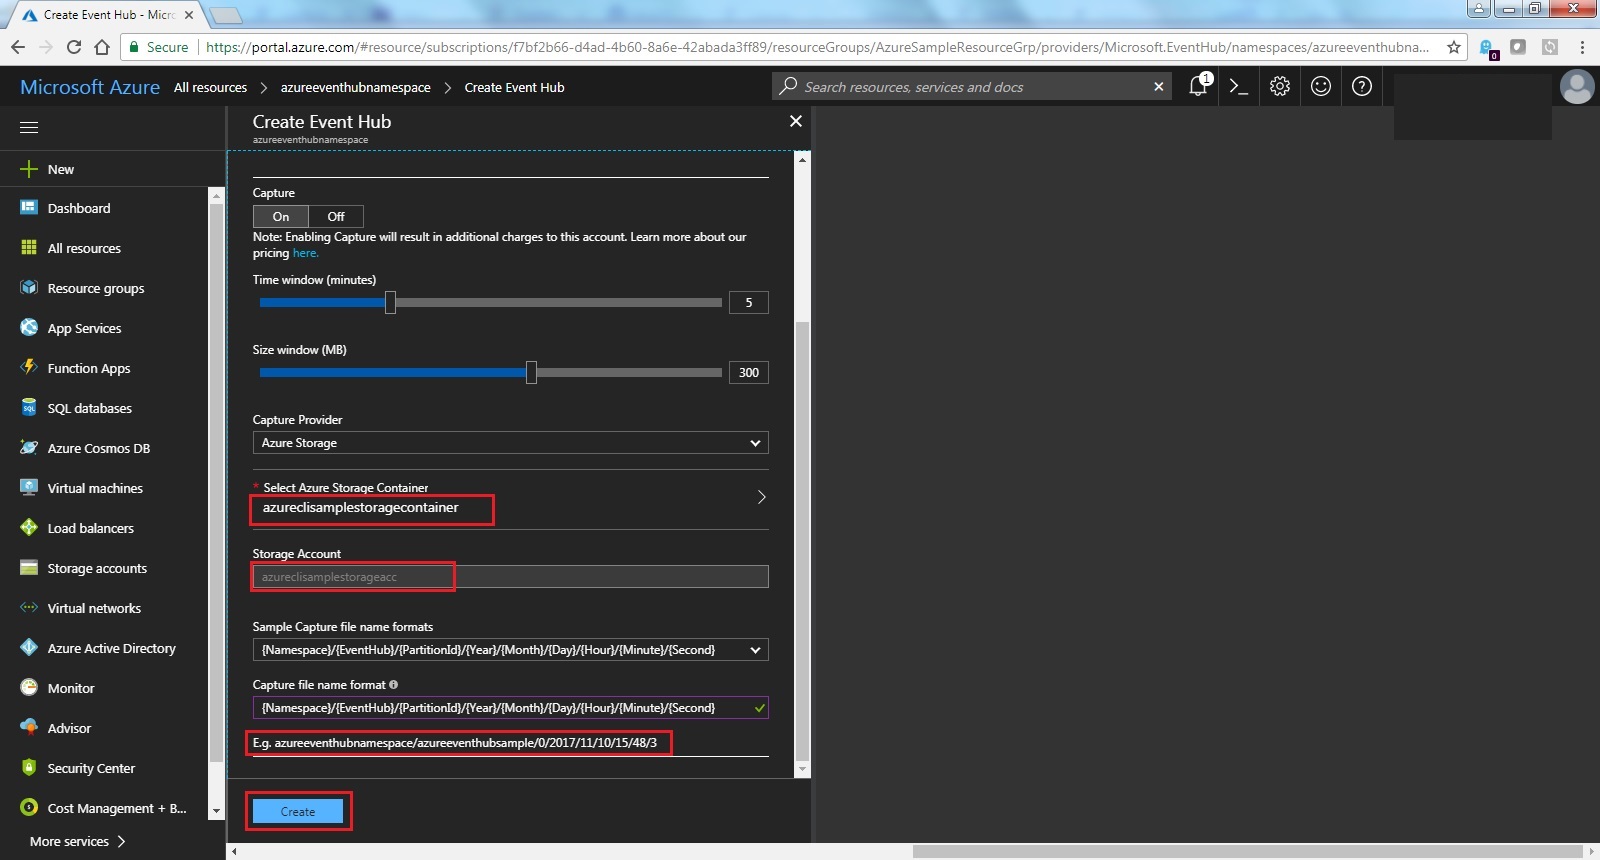 Create Event Hub - Micro
Secure
https://portal.azure.com/#resource/subscriptions/f7bf2b66-d4ad-4b60-8a6e-42abada3ff89/resourceGroups/AzureSampleResourceGrp/providers/Microsoft.EventHub/namespaces/azureeventhubna...
0
Microsoft Azure All resources > azureeventhubnamespace > Create Event Hub
Search resources, services and docs
1
New
Dashboard
All resources
Resource groups
App Services
Function Apps
SQL databases
Azure Cosmos DB
Virtual machines
Load balancers
Storage accounts
Virtual networks
Azure Active Directory
Monitor
Advisor
Security Center
Cost Management + B...
More services >
Create Event Hub
azureeventhubnamespace
Capture
On Off
Note: Enabling Capture will result in additional charges to this account. Learn more about our
pricing here.
Time window (minutes)
5
Size window (MB)
300
Capture Provider
Azure Storage
* Select Azure Storage Container
azureclisamplestoragecontainer
Storage Account
azureclisamplestorageacc
Sample Capture file name formats
{Namespace}/{EventHub}/{PartitionId}/{Year}/{Month}/{Day}/{Hour}/{Minute}/{Second}
Capture file name format
{Namespace}/{EventHub}/{PartitionId}/{Year}/{Month}/{Day}/{Hour}/{Minute}/{Second}
E.g. azureeventhubnamespace/azureeventhubsample/0/2017/11/10/15/48/3
Create